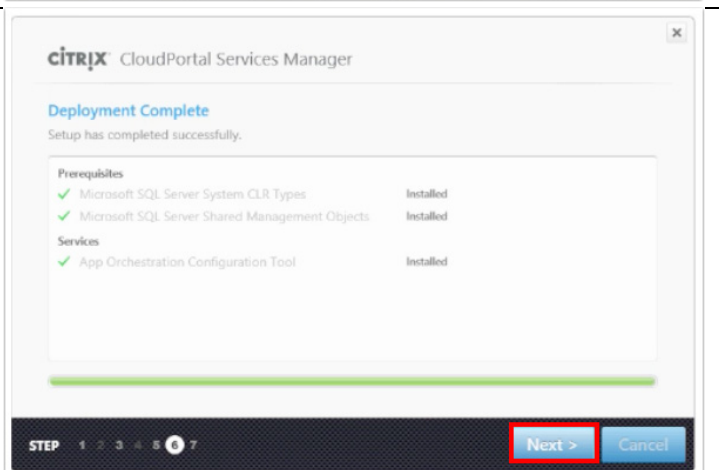 CITRIX CloudPortal Services Manager
Deployment Complete
Setup has completed successfully.
Prerequisites
Microsoft SQL Server System CLR Types Installed
Microsoft SQL Server Shared Management Objects Installed
Services
App Orchestration Configuration Tool Installed
STEP 1 2 3 4 5 6 7 Next > Cancel